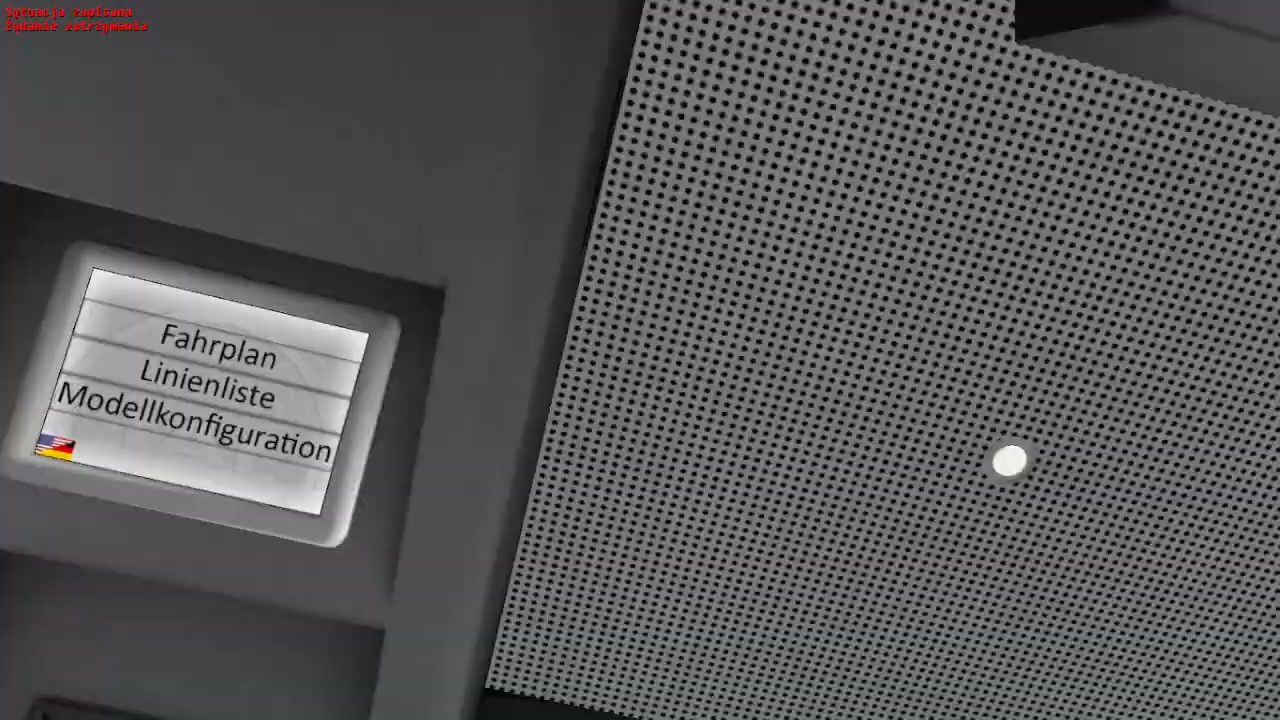 Sytuacja zapisana
Żądanie zatrzymania
Fahrplan
Linienliste
Modellkonfiguration